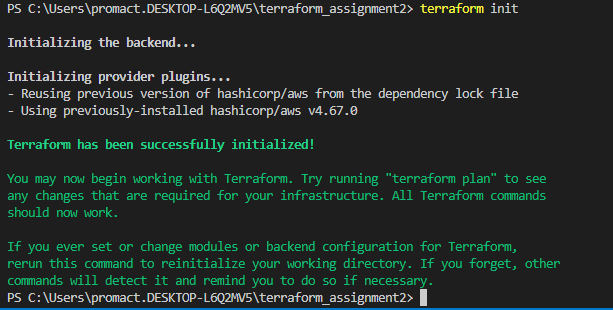 PS C:\Users\promact.DESKTOP-L6Q2MV5\terraform_assignment2> terraform init
Initializing the backend...
Initializing provider plugins...
- Reusing previous version of hashicorp/aws from the dependency lock file
- Using previously-installed hashicorp/aws v4.67.0
Terraform has been successfully initialized!
You may now begin working with Terraform. Try running "terraform plan" to see
any changes that are required for your infrastructure. All Terraform commands
should now work.
If you ever set or change modules or backend configuration for Terraform,
rerun this command to reinitialize your working directory. If you forget, other
commands will detect it and remind you to do so if necessary.
PS C:\Users\promact.DESKTOP-L6Q2MV5\terraform_assignment2>